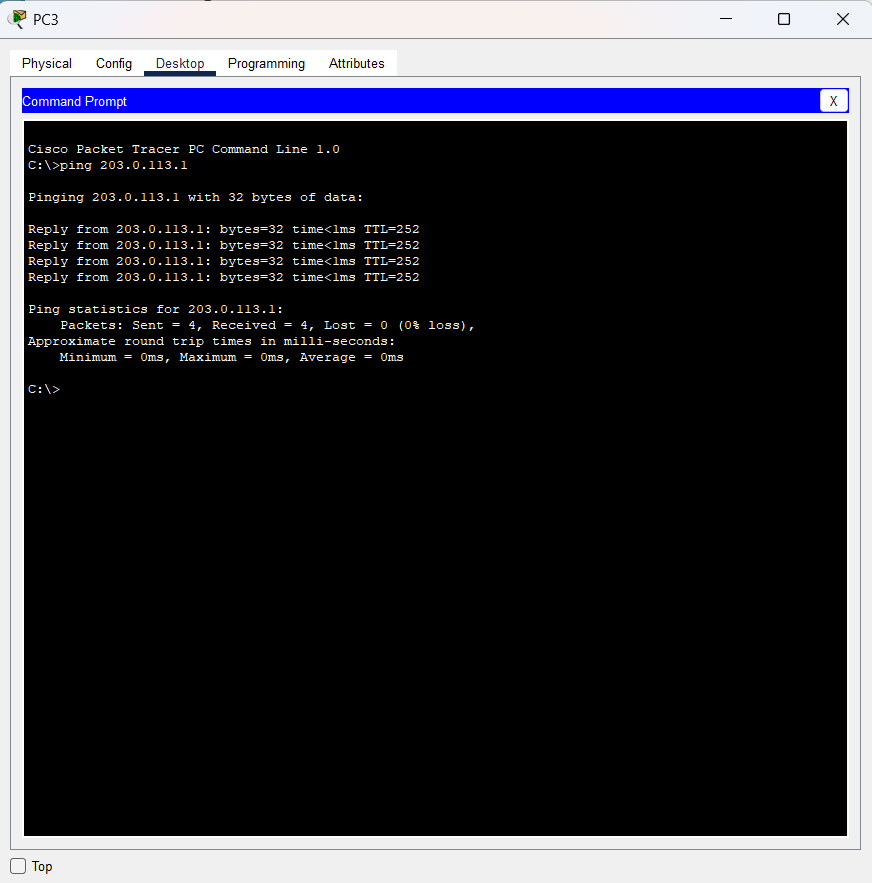 PC3
Physical Config Desktop Programming Attributes
Command Prompt X
Cisco Packet Tracer PC Command Line 1.0
C:\>ping 203.0.113.1
Pinging 203.0.113.1 with 32 bytes of data:
Reply from 203.0.113.1: bytes=32 time<1ms TTL=252
Reply from 203.0.113.1: bytes=32 time<1ms TTL=252
Reply from 203.0.113.1: bytes=32 time<1ms TTL=252
Reply from 203.0.113.1: bytes=32 time<1ms TTL=252
Ping statistics for 203.0.113.1:
    Packets: Sent = 4, Received = 4, Lost = 0 (0% loss),
Approximate round trip times in milli-seconds:
    Minimum = 0ms, Maximum = 0ms, Average = 0ms
C:\>
Top